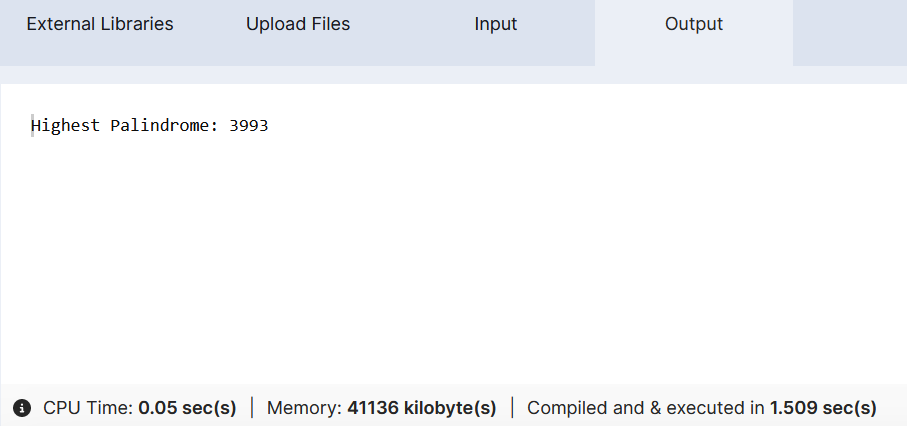 External Libraries Upload Files Input Output
Highest Palindrome: 3993
CPU Time: 0.05 sec(s) | Memory: 41136 kilobyte(s) | Compiled and & executed in 1.509 sec(s)